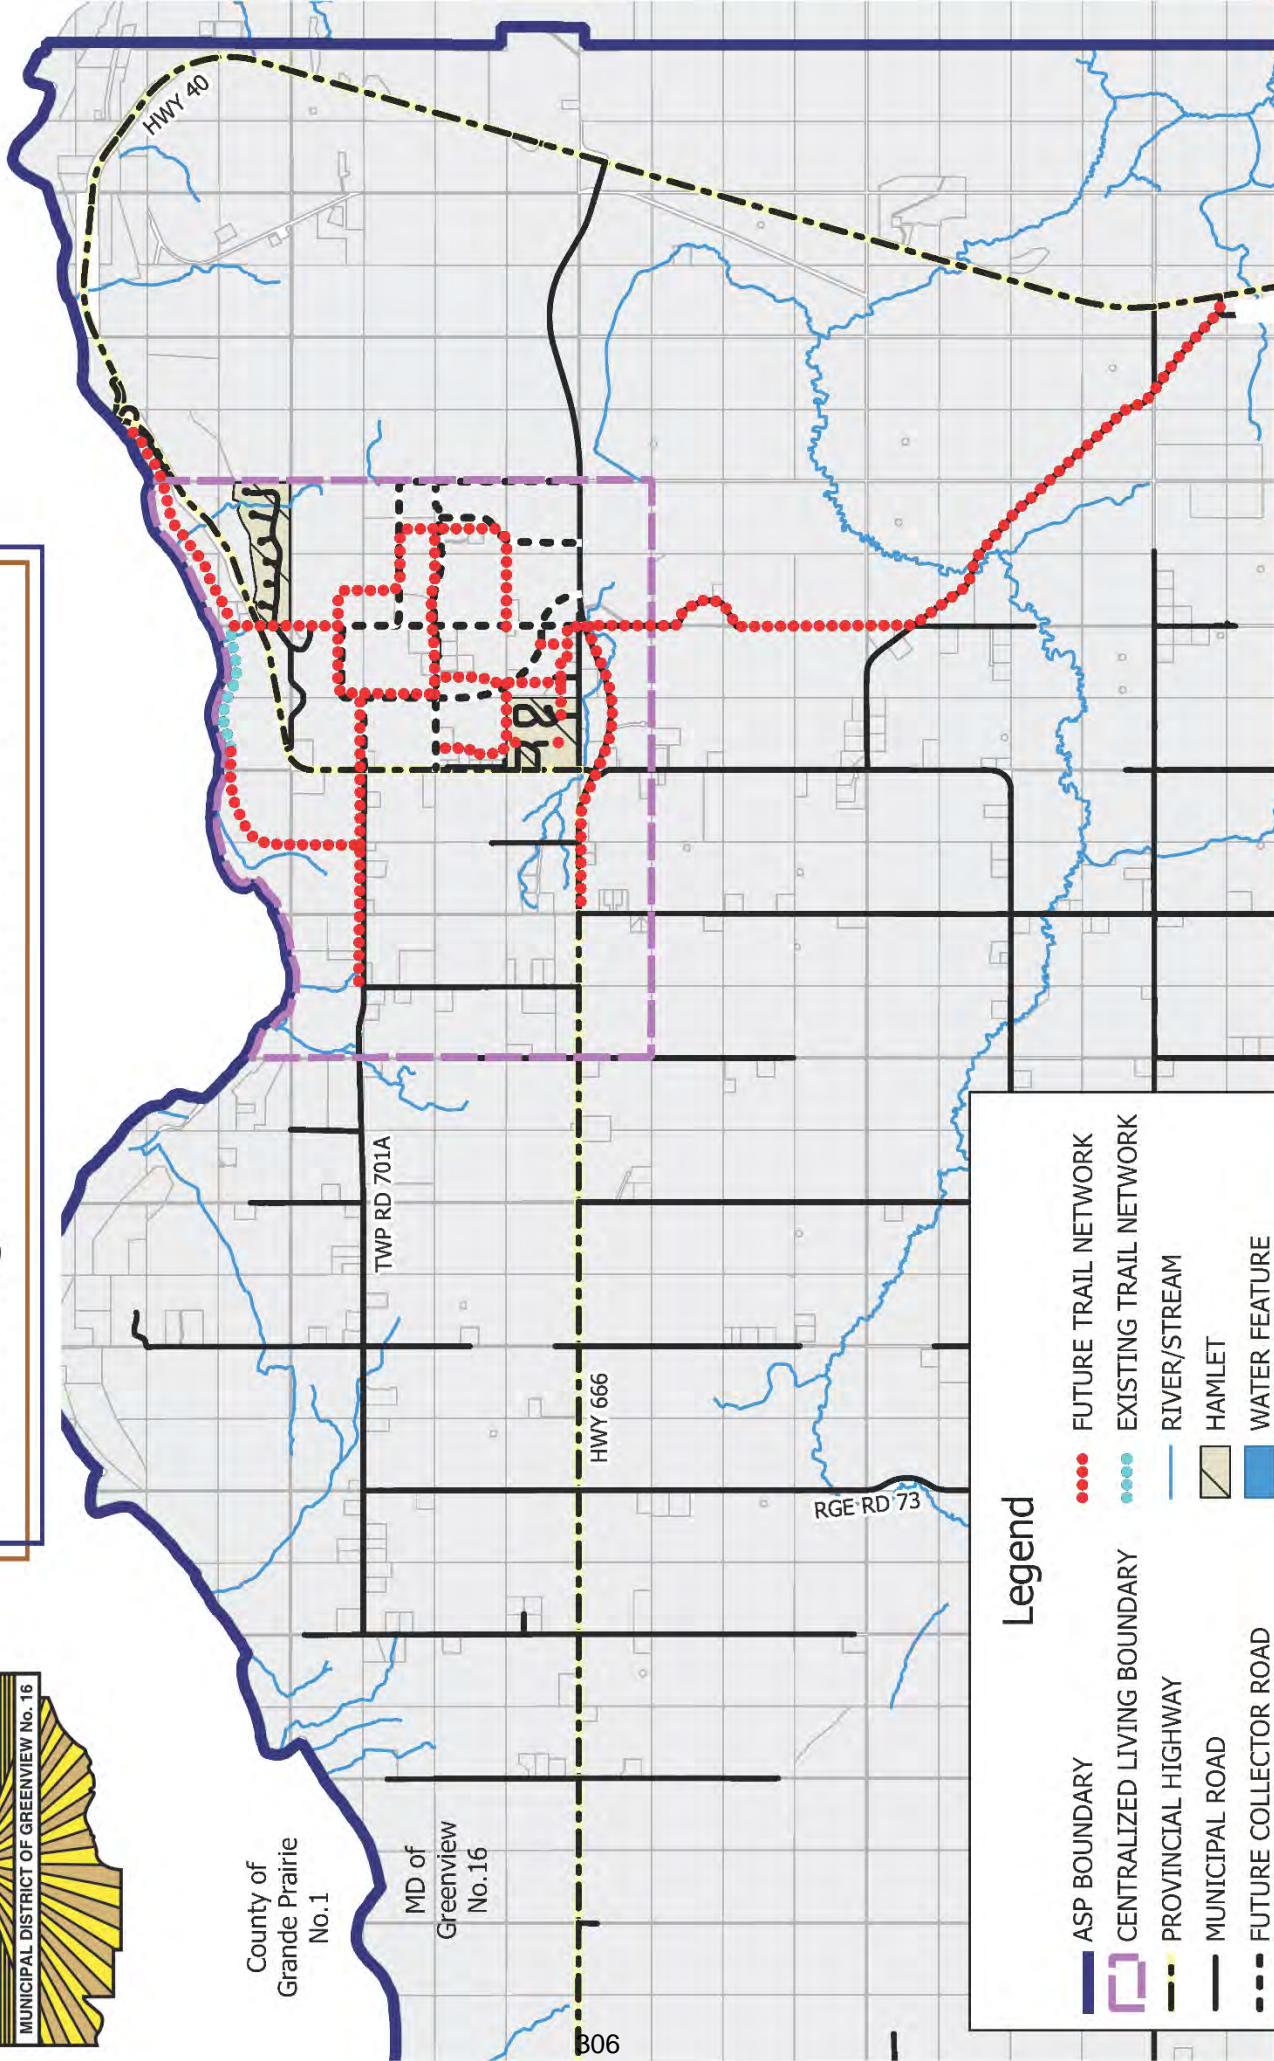 MUNICIPAL DISTRICT OF GREENVIEW No. 16
County of
Grande Prairie
No.1
MD of
Greenview
No.16
HWY 40
TWP RD 701A
HWY 666
RGE RD 73
Legend
ASP BOUNDARY
CENTRALIZED LIVING BOUNDARY
PROVINCIAL HIGHWAY
MUNICIPAL ROAD
FUTURE COLLECTOR ROAD
FUTURE TRAIL NETWORK
EXISTING TRAIL NETWORK
RIVER/STREAM
HAMLET
WATER FEATURE
306